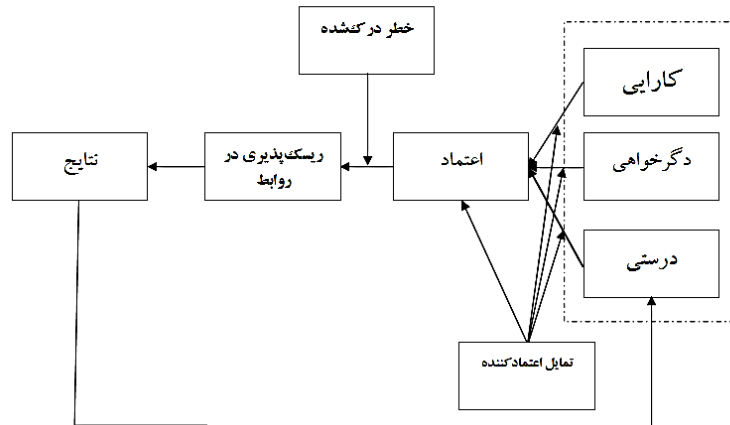 خطر درک‌شده
کارایی
دگرخواهی
درستی
اعتماد
ریسک‌پذیری در
روابط
نتایج
تمایل اعتمادکننده